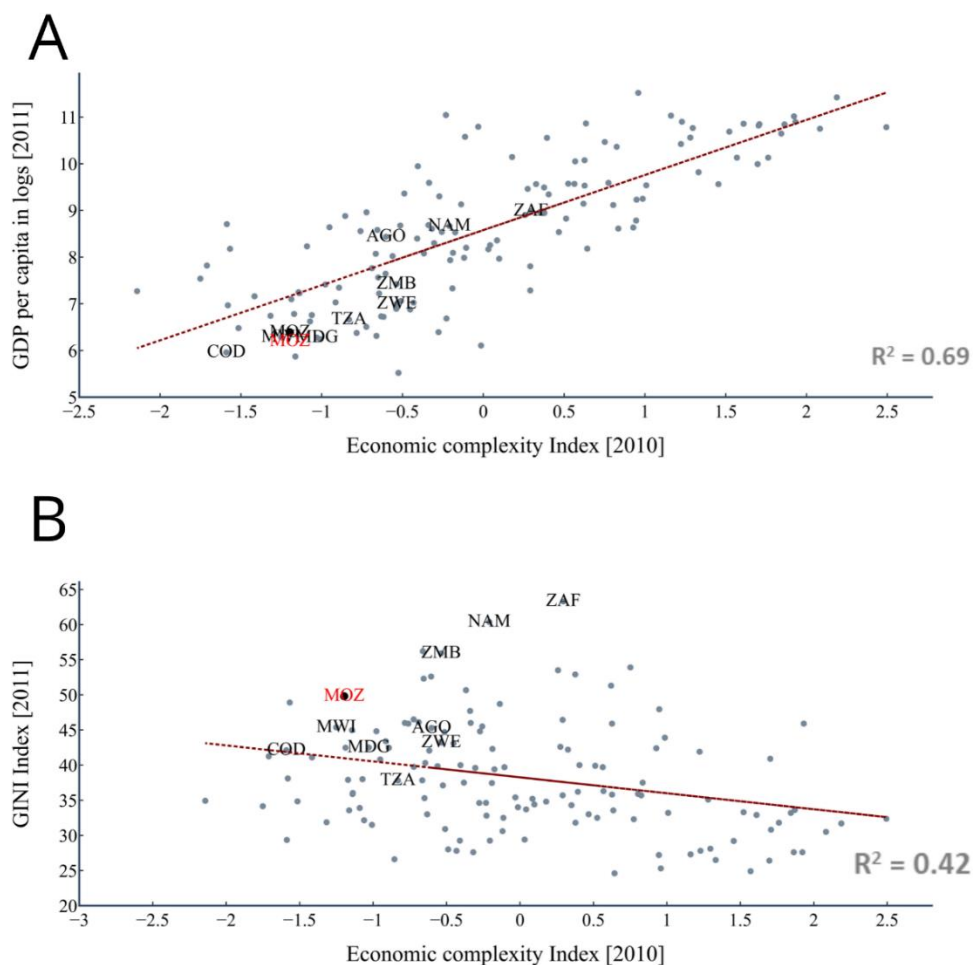 A
GDP per capita in logs [2011]
11
10
9
8
7
6
5
ZAF
NAM
AGO
ZMB
ZWE
TZA
MOZ
MWI MDG
MOZ
COD
R² = 0.69
−2.5 −2 −1.5 −1 −0.5 0 0.5 1 1.5 2 2.5
Economic complexity Index [2010]
B
GINI Index [2011]
65
60
55
50
45
40
35
30
25
20
ZAF
NAM
ZMB
MOZ
MWI
AGO
ZWE
MDG
COD
TZA
R² = 0.42
−3 −2.5 −2 −1.5 −1 −0.5 0 0.5 1 1.5 2 2.5
Economic complexity Index [2010]